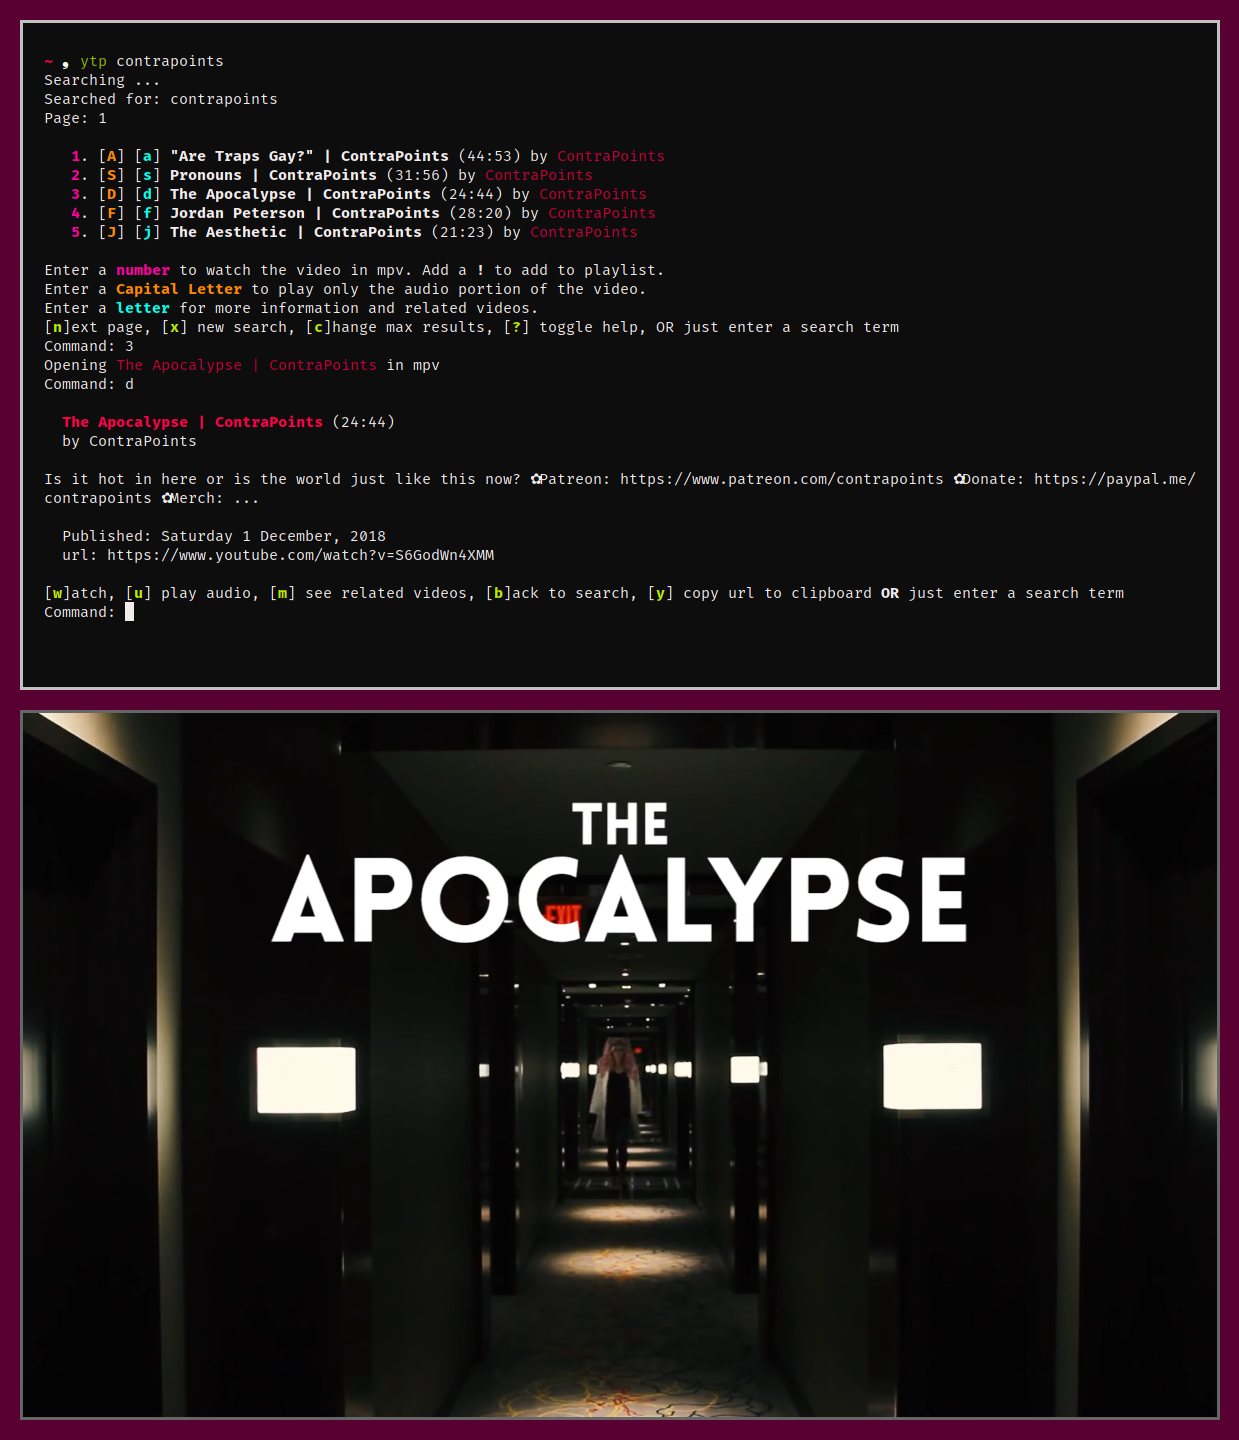 ~ , ytp contrapoints
Searching ...
Searched for: contrapoints
Page: 1
1. [A] [a] "Are Traps Gay?" | ContraPoints (44:53) by ContraPoints
2. [S] [s] Pronouns | ContraPoints (31:56) by ContraPoints
3. [D] [d] The Apocalypse | ContraPoints (24:44) by ContraPoints
4. [F] [f] Jordan Peterson | ContraPoints (28:20) by ContraPoints
5. [J] [j] The Aesthetic | ContraPoints (21:23) by ContraPoints
Enter a number to watch the video in mpv. Add a ! to add to playlist.
Enter a Capital Letter to play only the audio portion of the video.
Enter a letter for more information and related videos.
[n]ext page, [x] new search, [c]hange max results, [?] toggle help, OR just enter a search term
Command: 3
Opening The Apocalypse | ContraPoints in mpv
Command: d
The Apocalypse | ContraPoints (24:44)
by ContraPoints
Is it hot in here or is the world just like this now? ✿Patreon: https://www.patreon.com/contrapoints ✿Donate: https://paypal.me/
contrapoints ✿Merch: ...
Published: Saturday 1 December, 2018
url: https://www.youtube.com/watch?v=S6GodWn4XMM
[w]atch, [u] play audio, [m] see related videos, [b]ack to search, [y] copy url to clipboard OR just enter a search term
Command:
THE
APOCALYPSE
EXIT